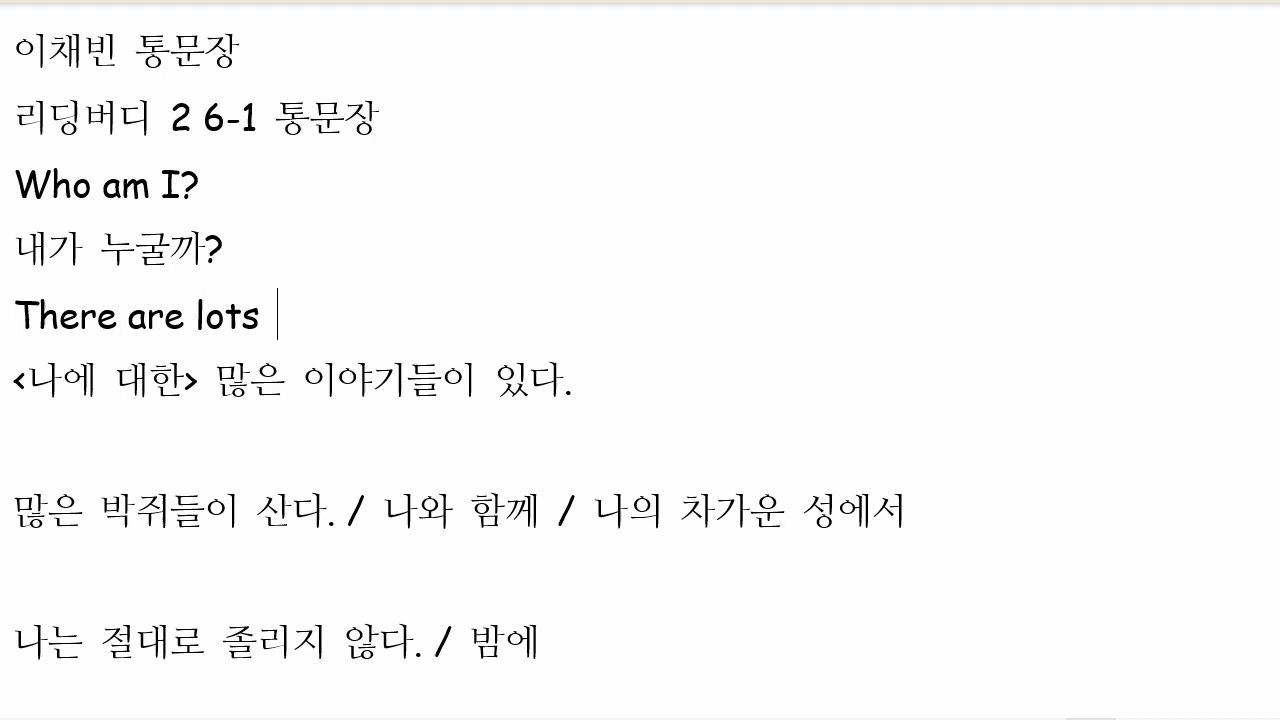 이채빈 통문장
리딩버디 2 6-1 통문장
Who am I?
내가 누굴까?
There are lots
<나에 대한> 많은 이야기들이 있다.
많은 박쥐들이 산다. / 나와 함께 / 나의 차가운 성에서
나는 절대로 졸리지 않다. / 밤에